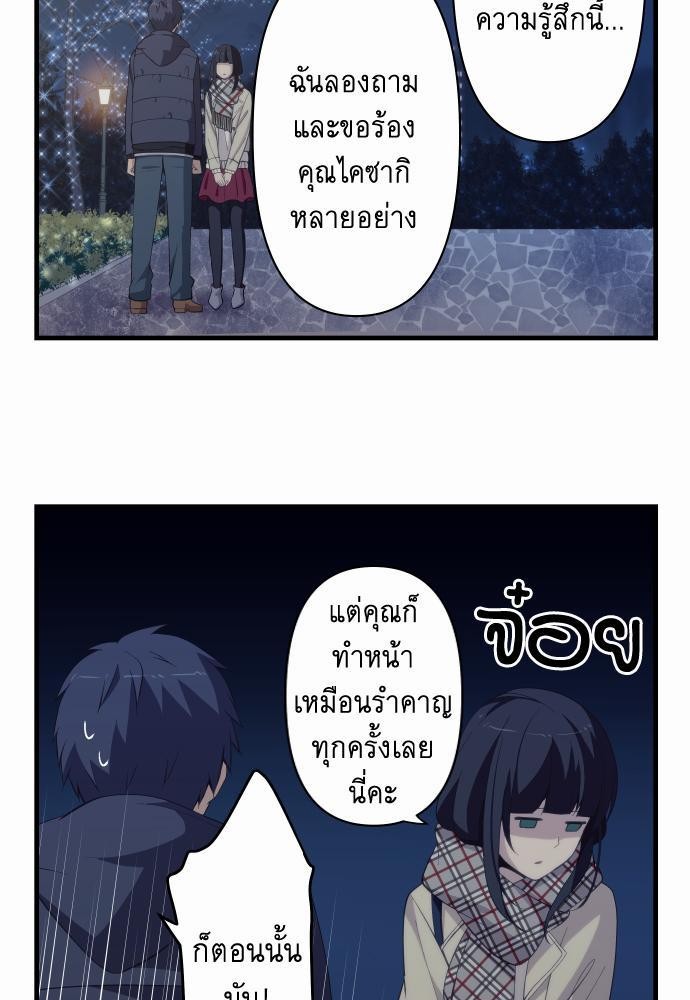 ความรู้สึกนี้...
ฉันลองถาม
และขอร้อง
คุณไคซากิ
หลายอย่าง
แต่คุณก็
ทำหน้า
เหมือนรำคาญ
ทุกครั้งเลย
นี่คะ
จ๋อย
ก็ตอนนั้น
มัน!